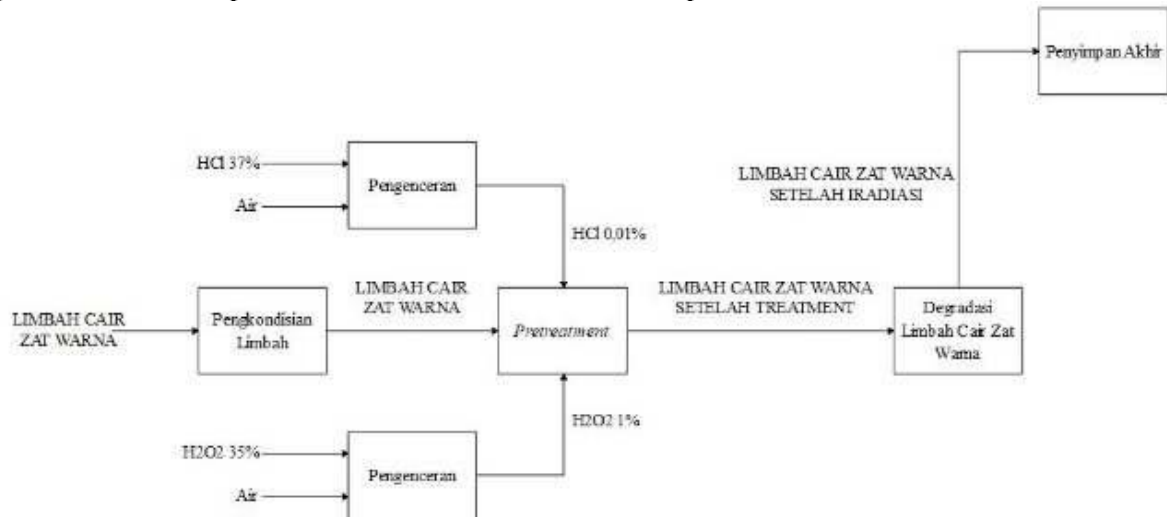 Penyimpan Akhir
HCl 37%
Air
Pengenceran
LIMBAH CAIR ZAT WARNA
SETELAH IRADIASI
HCl 0,01%
LIMBAH CAIR
ZAT WARNA
Pengkondisian
Limbah
LIMBAH CAIR
ZAT WARNA
Pretreatment
LIMBAH CAIR ZAT WARNA
SETELAH TREATMENT
Degradasi
Limbah Cair Zat
Warna
H2O2 35%
Air
Pengenceran
H2O2 1%